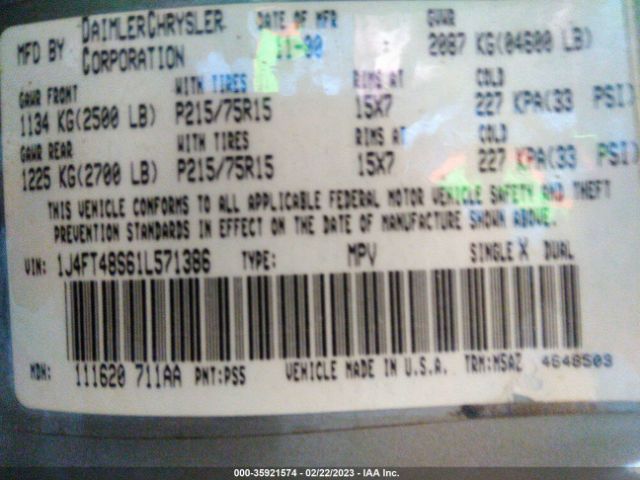 MFD BY DAIMLERCHRYSLER CORPORATION DATE OF MFR GVWR
2087 KG(04600 LB)
GAWR FRONT WITH TIRES RIMS AT COLD
1134 KG(2500 LB) P215/75R15 15X7 227 KPA(33 PSI)
GAWR REAR WITH TIRES RIMS AT COLD
1225 KG(2700 LB) P215/75R15 15X7 227 KPA(33 PSI)
THIS VEHICLE CONFORMS TO ALL APPLICABLE FEDERAL MOTOR VEHICLE SAFETY AND THEFT
PREVENTION STANDARDS IN EFFECT ON THE DATE OF MANUFACTURE SHOWN ABOVE.
VIN: 1J4FT48S61L571386 TYPE: MPV SINGLE X DUAL
MDH: 111620 711AA PNT:PS5 VEHICLE MADE IN U.S.A. TRM:M5AZ 4648503
000-35921574 - 02/22/2023 - IAA Inc.